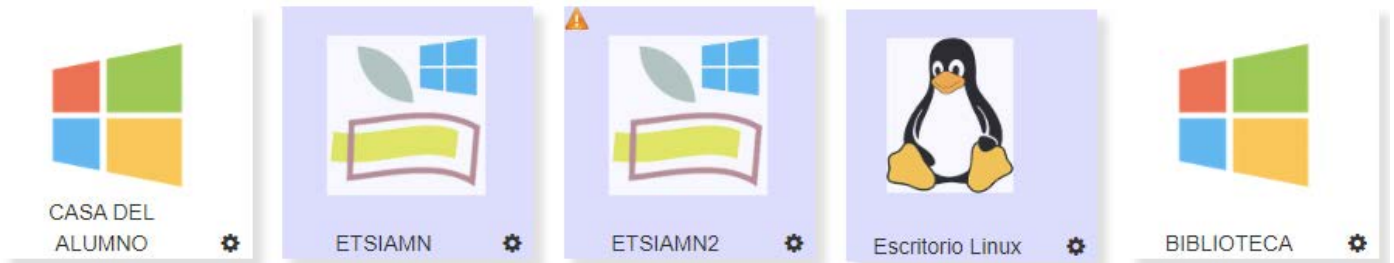 CASA DEL
ALUMNO
ETSIAMN
ETSIAMN2
Escritorio Linux
BIBLIOTECA